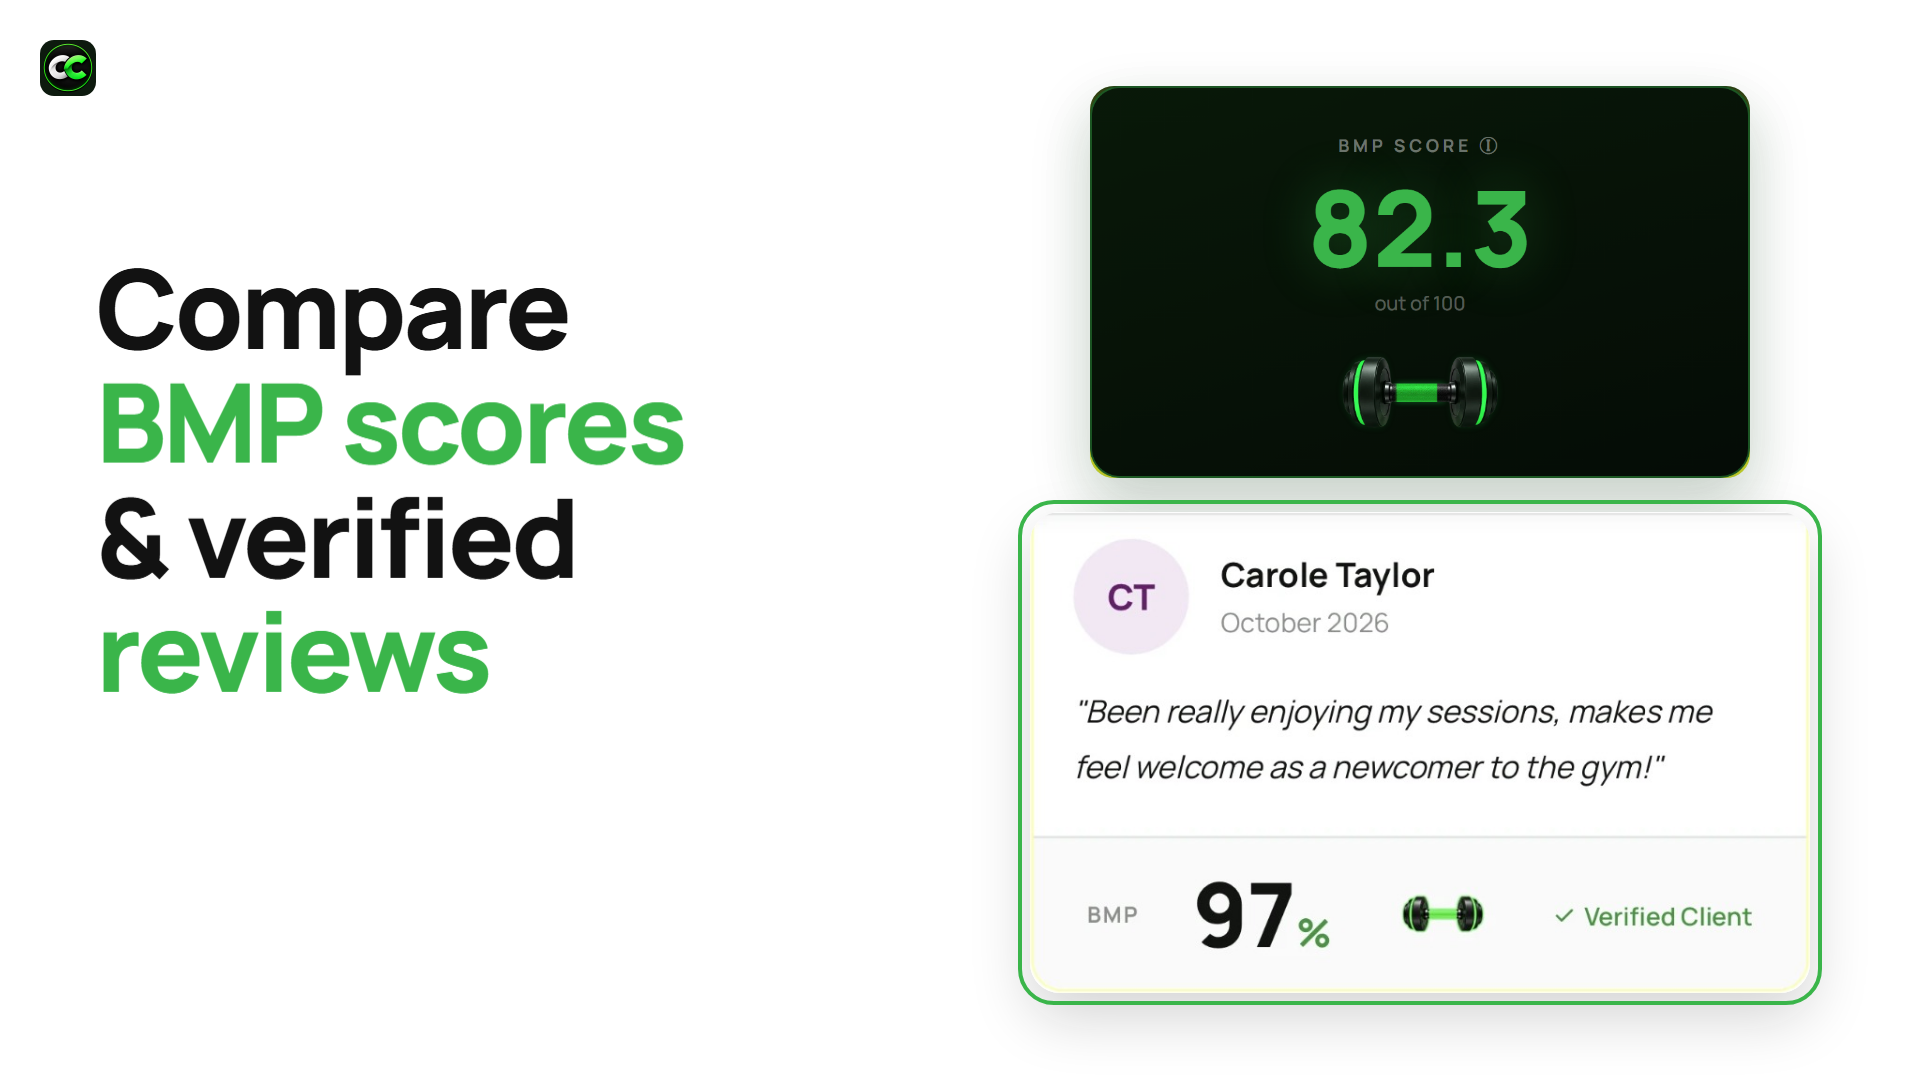 CC
Compare
BMP scores
& verified
reviews
BMP SCORE ⓘ
82.3
out of 100
CT
Carole Taylor
October 2026
"Been really enjoying my sessions, makes me
feel welcome as a newcomer to the gym!"
BMP
97%
✓ Verified Client